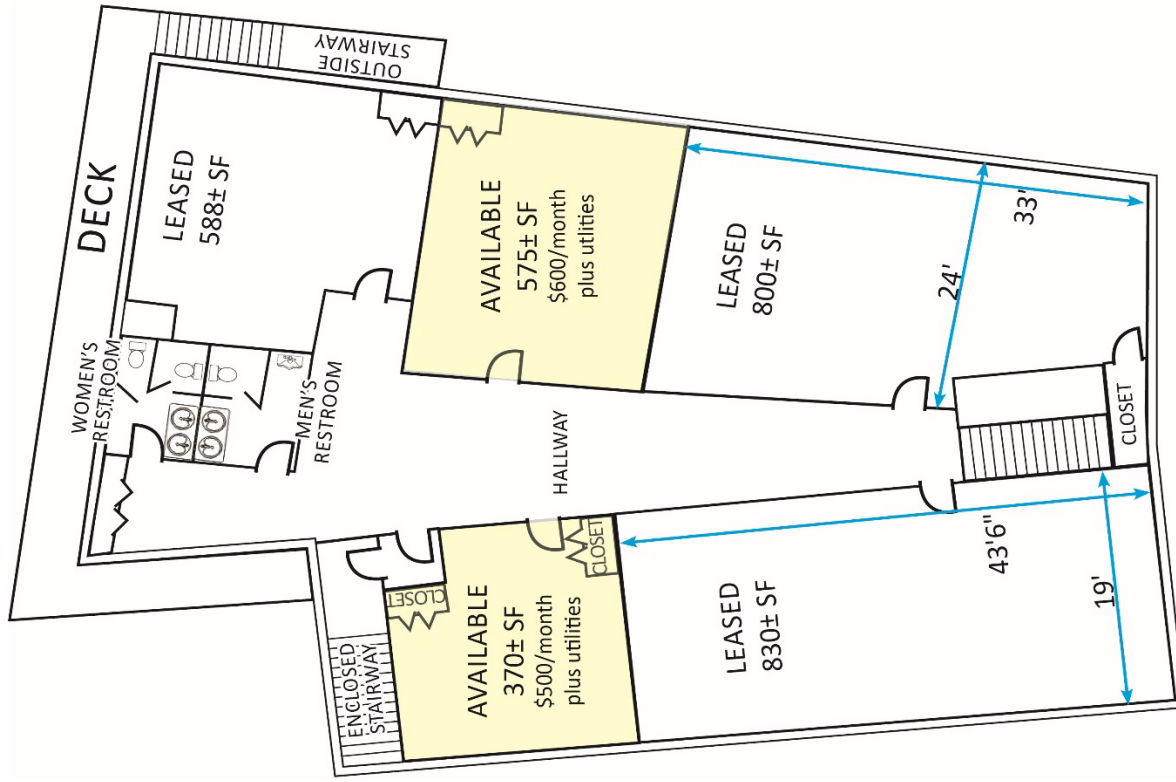 DECK
OUTSIDE
STAIRWAY
LEASED
588± SF
WOMEN'S
RESTROOM
MEN'S
RESTROOM
AVAILABLE
575± SF
$600/month
plus utlities
HALLWAY
LEASED
800± SF
24'
33'
CLOSET
ENCLOSED
STAIRWAY
CLOSET
CLOSET
AVAILABLE
370± SF
$500/month
plus utilities
LEASED
830± SF
43'6"
19'